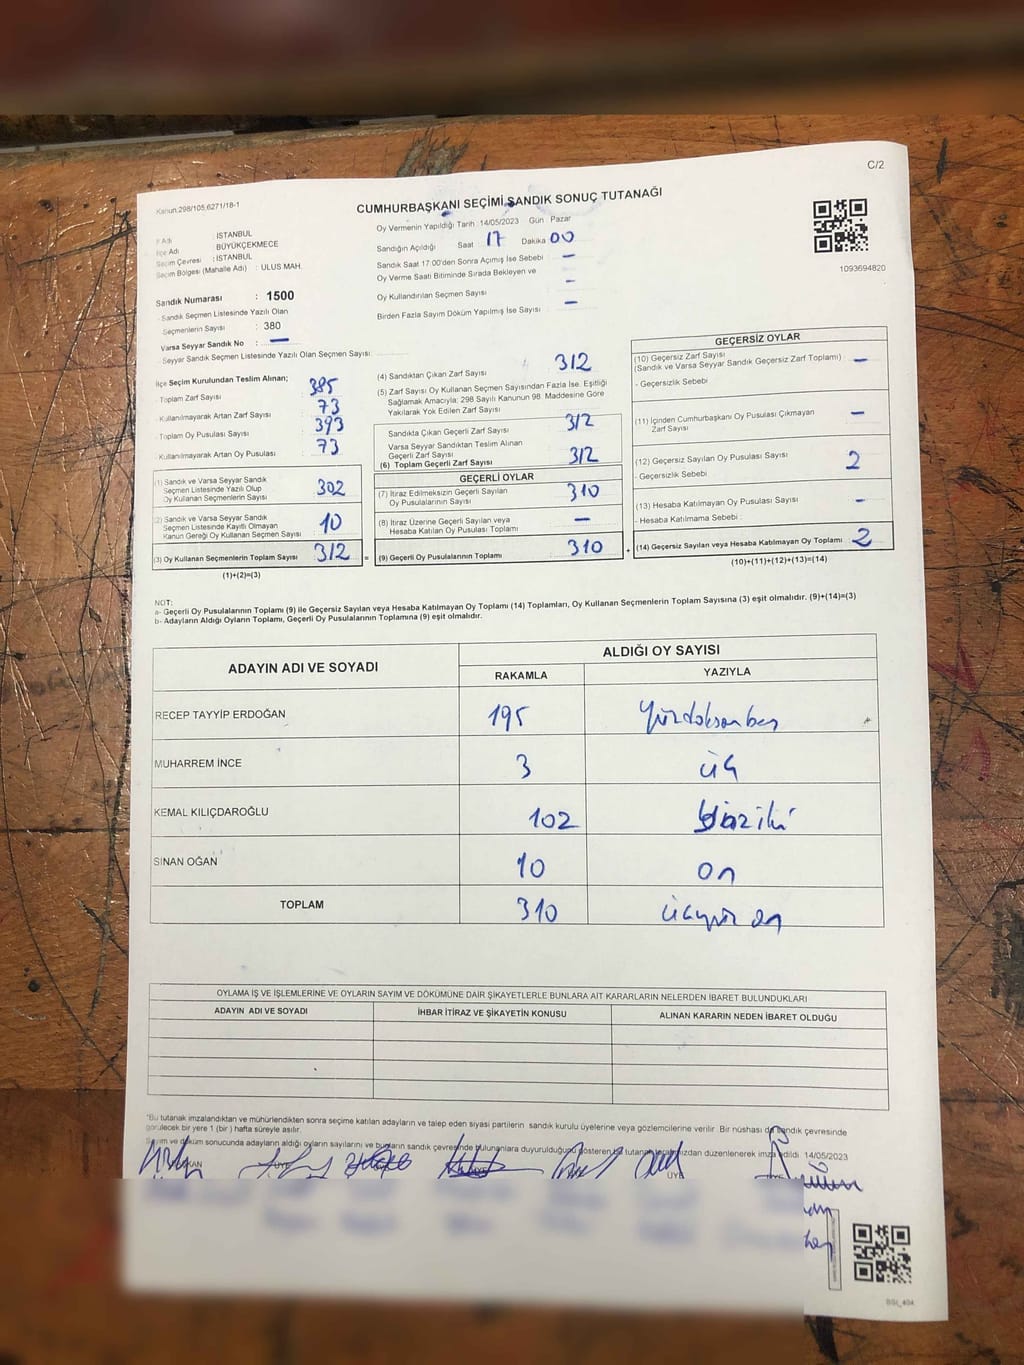 C/2
Kanun:298/105,6271/18-1
CUMHURBAŞKANI SEÇİMİ SANDIK SONUÇ TUTANAĞI
İl Adı : İSTANBUL
İlçe Adı BÜYÜKÇEKMECE
Seçim Çevresi : İSTANBUL
Seçim Bölgesi (Mahalle Adı) : ULUS MAH.
Oy Vermenin Yapıldığı Tarih :14/05/2023 Gün : Pazar
Sandığın Açıldığı Saat 17 Dakika 00
Sandık Saat 17:00'den Sonra Açımış İse Sebebi –
Oy Verme Saati Bitiminde Sırada Bekleyen ve –
Oy Kullandırılan Seçmen Sayısı
Birden Fazla Sayım Döküm Yapılmış İse Sayısı –
1093694820
Sandık Numarası : 1500
- Sandık Seçmen Listesinde Yazılı Olan
Seçmenlerin Sayısı : 380
Varsa Seyyar Sandık No : –
- Seyyar Sandık Seçmen Listesinde Yazılı Olan Seçmen Sayısı:
İlçe Seçim Kurulundan Teslim Alınan;
- Toplam Zarf Sayısı : 385
- Kullanılmayarak Artan Zarf Sayısı : 73
- Toplam Oy Pusulası Sayısı : 393
- Kullanılmayarak Artan Oy Pusulası : 73
(1) Sandık ve Varsa Seyyar Sandık
Seçmen Listesinde Yazılı Olup
Oy Kullanan Seçmenlerin Sayısı 302
(2) Sandık ve Varsa Seyyar Sandık
Seçmen Listesinde Kayıtlı Olmayan
Kanun Gereği Oy Kullanan Seçmen Sayısı 10
(3) Oy Kullanan Seçmenlerin Toplam Sayısı 312 =
(1)+(2)=(3)
(4) Sandıktan Çıkan Zarf Sayısı 312
(5) Zarf Sayısı Oy Kullanan Seçmen Sayısından Fazla İse, Eşitliği
Sağlamak Amacıyla; 298 Sayılı Kanunun 98. Maddesine Göre
Yakılarak Yok Edilen Zarf Sayısı
Sandıkta Çıkan Geçerli Zarf Sayısı 312
Varsa Seyyar Sandıktan Teslim Alınan
Geçerli Zarf Sayısı
(6) Toplam Geçerli Zarf Sayısı 312
GEÇERLİ OYLAR
(7) İtiraz Edilmeksizin Geçerli Sayılan
Oy Pusulalarının Sayısı 310
(8) İtiraz Üzerine Geçerli Sayılan veya
Hesaba Katılan Oy Pusulası Toplamı –
(9) Geçerli Oy Pusulalarının Toplamı 310 +
GEÇERSİZ OYLAR
(10) Geçersiz Zarf Sayısı
(Sandık ve Varsa Seyyar Sandık Geçersiz Zarf Toplamı) –
- Geçersizlik Sebebi
(11) İçinden Cumhurbaşkanı Oy Pusulası Çıkmayan
Zarf Sayısı –
(12) Geçersiz Sayılan Oy Pusulası Sayısı 2
- Geçersizlik Sebebi
(13) Hesaba Katılmayan Oy Pusulası Sayısı –
- Hesaba Katılmama Sebebi :
(14) Geçersiz Sayılan veya Hesaba Katılmayan Oy Toplamı 2
(10)+(11)+(12)+(13)=(14)
NOT:
a- Geçerli Oy Pusulalarının Toplamı (9) ile Geçersiz Sayılan veya Hesaba Katılmayan Oy Toplamı (14) Toplamları, Oy Kullanan Seçmenlerin Toplam Sayısına (3) eşit olmalıdır. (9)+(14)=(3)
b- Adayların Aldığı Oyların Toplamı, Geçerli Oy Pusulalarının Toplamına (9) eşit olmalıdır.
ADAYIN ADI VE SOYADI ALDIĞI OY SAYISI
RAKAMLA YAZIYLA
RECEP TAYYİP ERDOĞAN 195 Yüzdoksanbeş
MUHARREM İNCE 3 üç
KEMAL KILIÇDAROĞLU 102 yüziki
SİNAN OĞAN 10 on
TOPLAM 310 üçyüz on
OYLAMA İŞ VE İŞLEMLERİNE VE OYLARIN SAYIM VE DÖKÜMÜNE DAİR ŞİKAYETLERLE BUNLARA AİT KARARLARIN NELERDEN İBARET BULUNDUKLARI
ADAYIN ADI VE SOYADI İHBAR İTİRAZ VE ŞİKAYETİN KONUSU ALINAN KARARIN NEDEN İBARET OLDUĞU
"Bu tutanak imzalandıktan ve mühürlendikten sonra seçime katılan adayların ve talep eden siyasi partilerin sandık kurulu üyelerine veya gözlemcilerine verilir. Bir nüshası da sandık çevresinde
görülecek bir yere 1 (bir) hafta süreyle asılır.
Sayım ve döküm sonucunda adayların aldığı oyların sayılarını ve bunların sandık çevresinde bulunanlara duyurulduğunu gösteren bu tutanak tarafımızdan düzenlenerek imza edildi. 14/05/2023